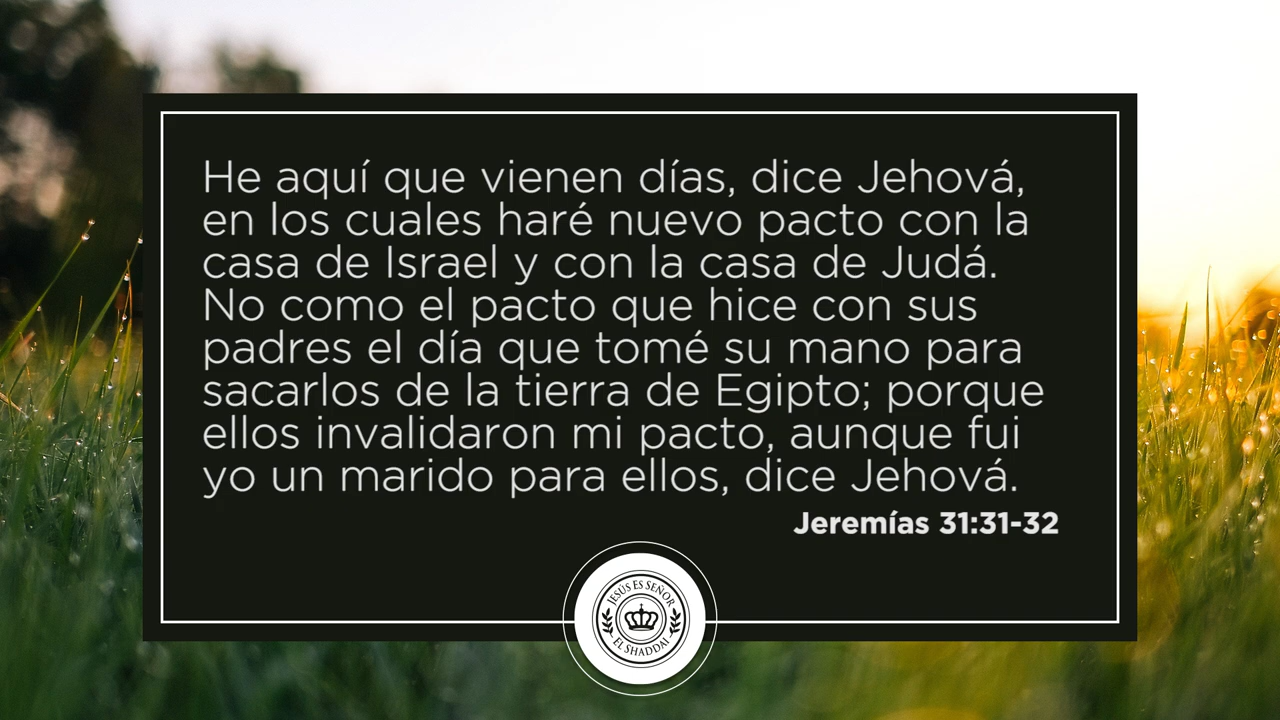 He aquí que vienen días, dice Jehová,
en los cuales haré nuevo pacto con la
casa de Israel y con la casa de Judá.
No como el pacto que hice con sus
padres el día que tomé su mano para
sacarlos de la tierra de Egipto; porque
ellos invalidaron mi pacto, aunque fui
yo un marido para ellos, dice Jehová.
Jeremías 31:31-32
JESÚS ES SEÑOR
EL SHADDAI